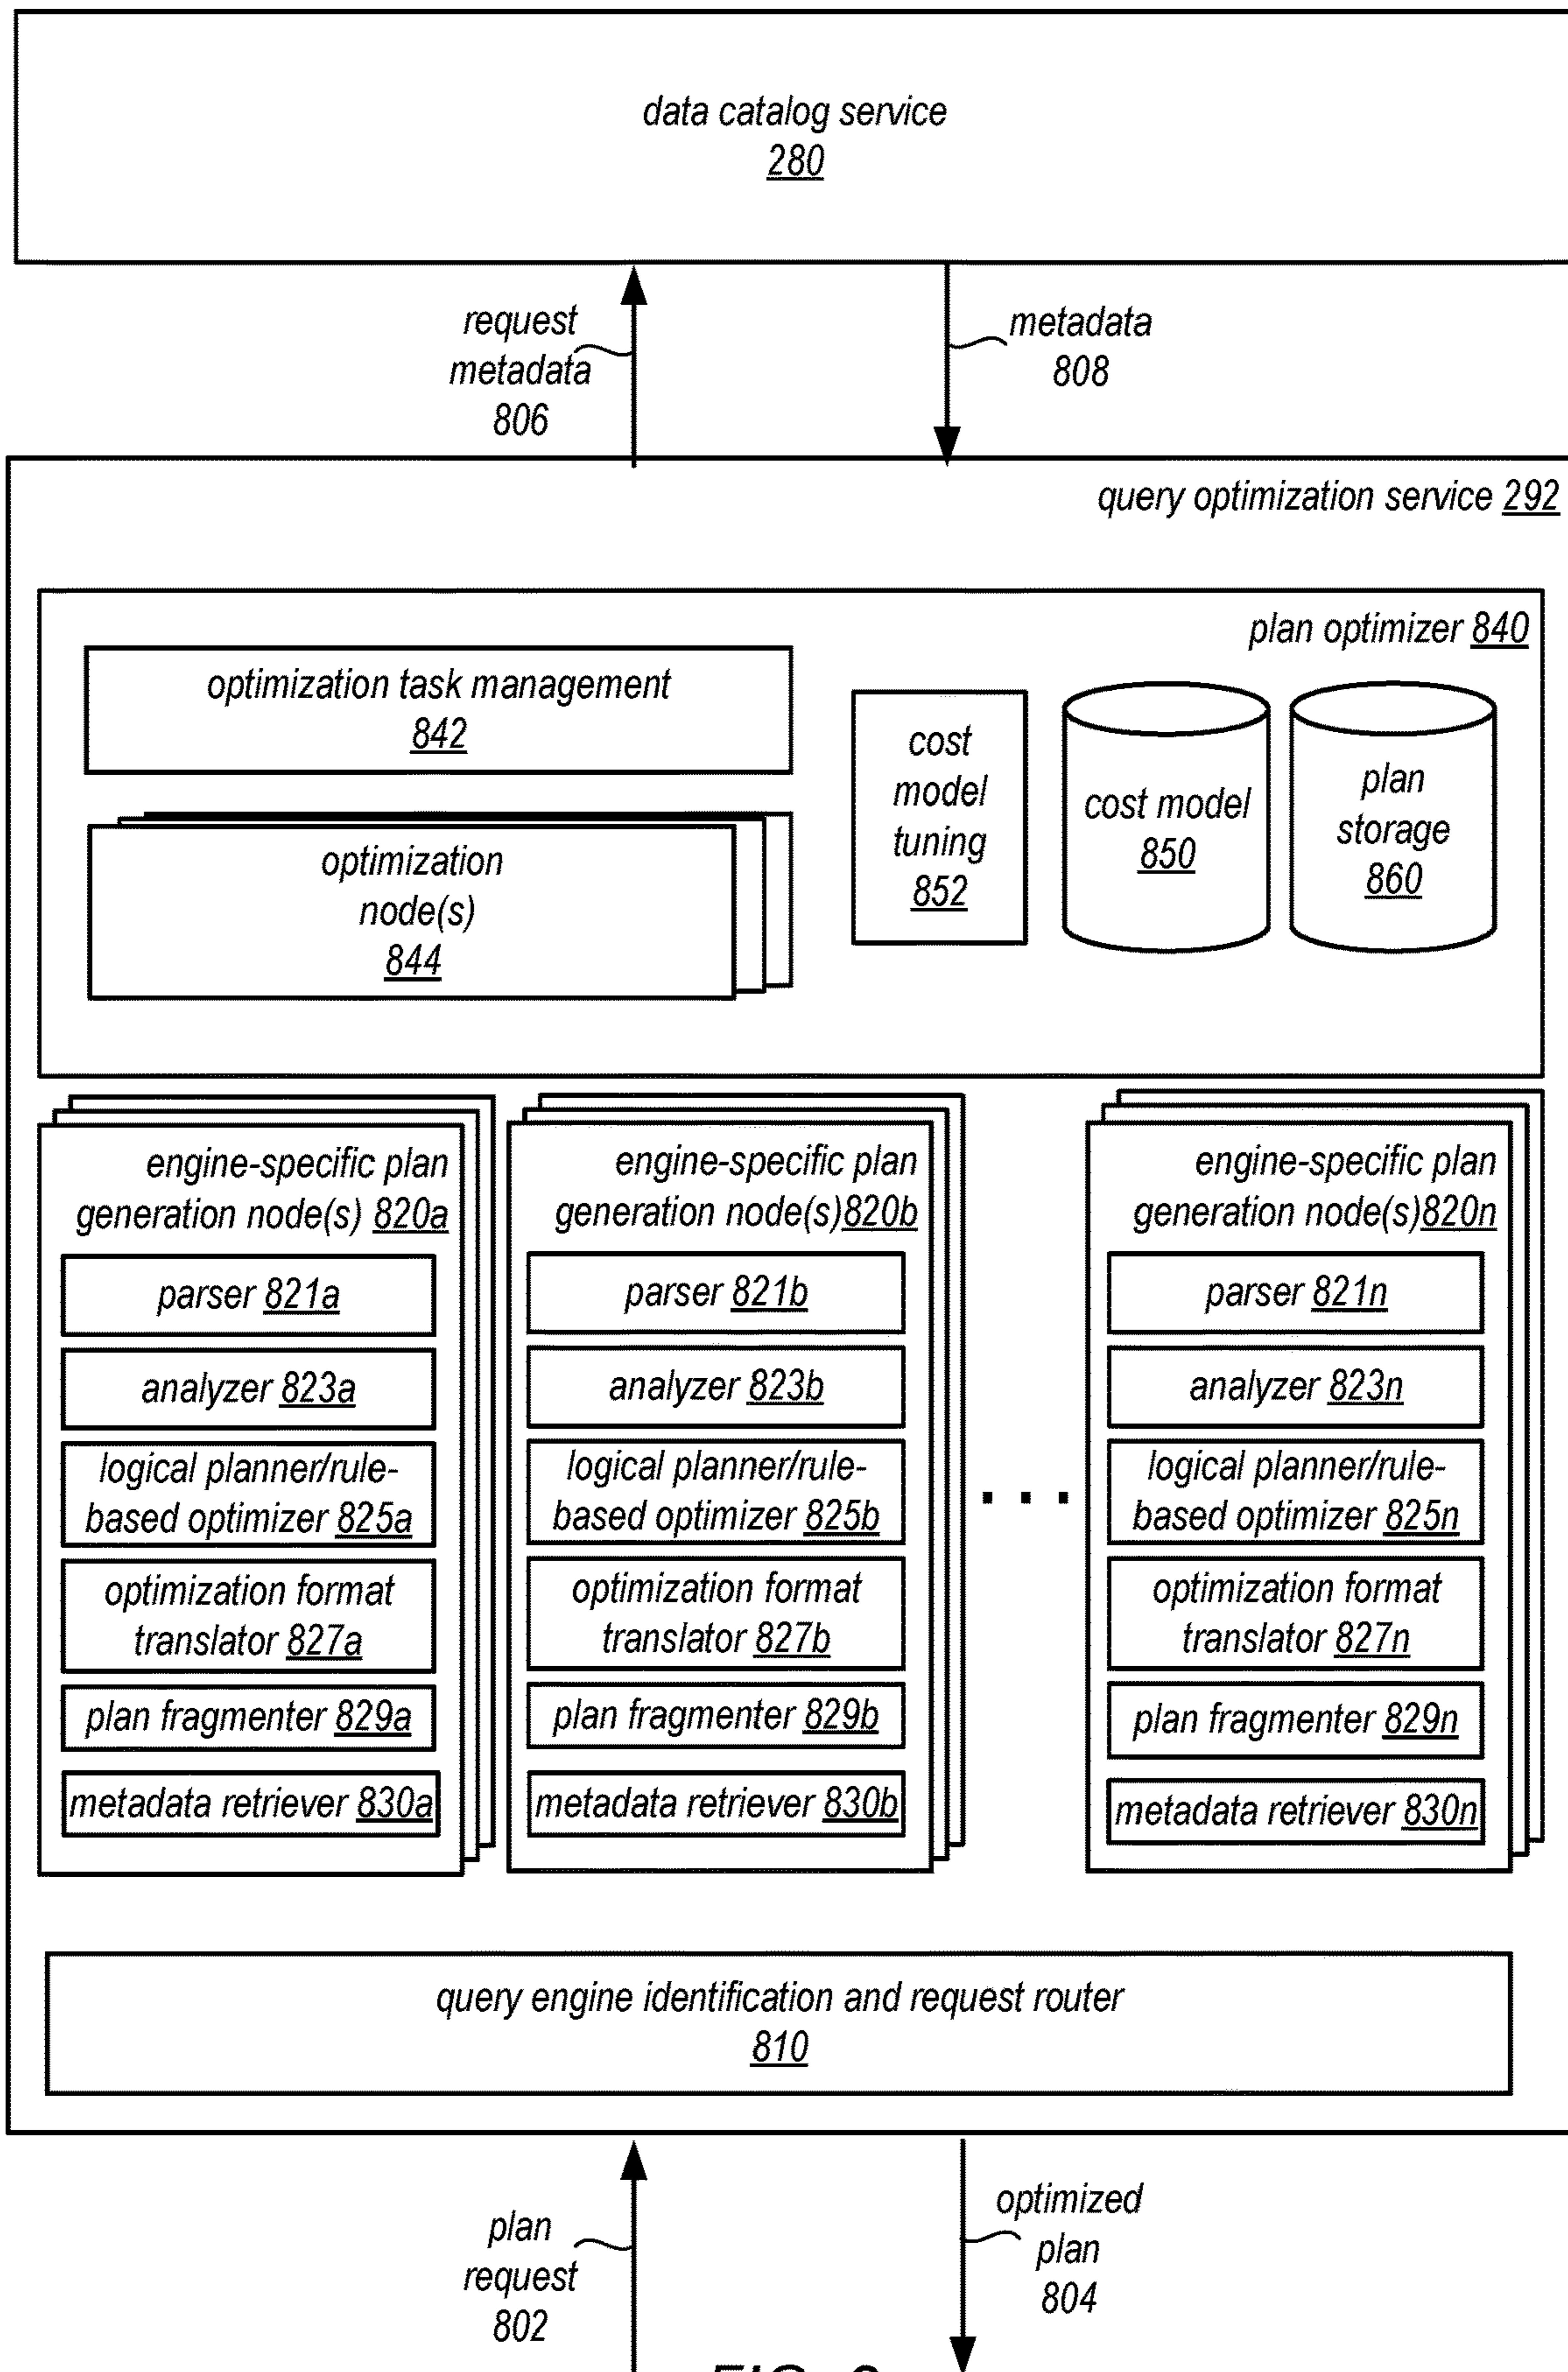 data catalog service
280
request
metadata
806
metadata
808
query optimization service 292
plan optimizer 840
optimization task management
842
optimization
node(s)
844
cost
model
tuning
852
cost model
850
plan
storage
860
engine-specific plan
generation node(s) 820a
parser 821a
analyzer 823a
logical planner/rule-
based optimizer 825a
optimization format
translator 827a
plan fragmenter 829a
metadata retriever 830a
engine-specific plan
generation node(s)820b
parser 821b
analyzer 823b
logical planner/rule-
based optimizer 825b
optimization format
translator 827b
plan fragmenter 829b
metadata retriever 830b
. . .
engine-specific plan
generation node(s)820n
parser 821n
analyzer 823n
logical planner/rule-
based optimizer 825n
optimization format
translator 827n
plan fragmenter 829n
metadata retriever 830n
query engine identification and request router
810
plan
request
802
optimized
plan
804